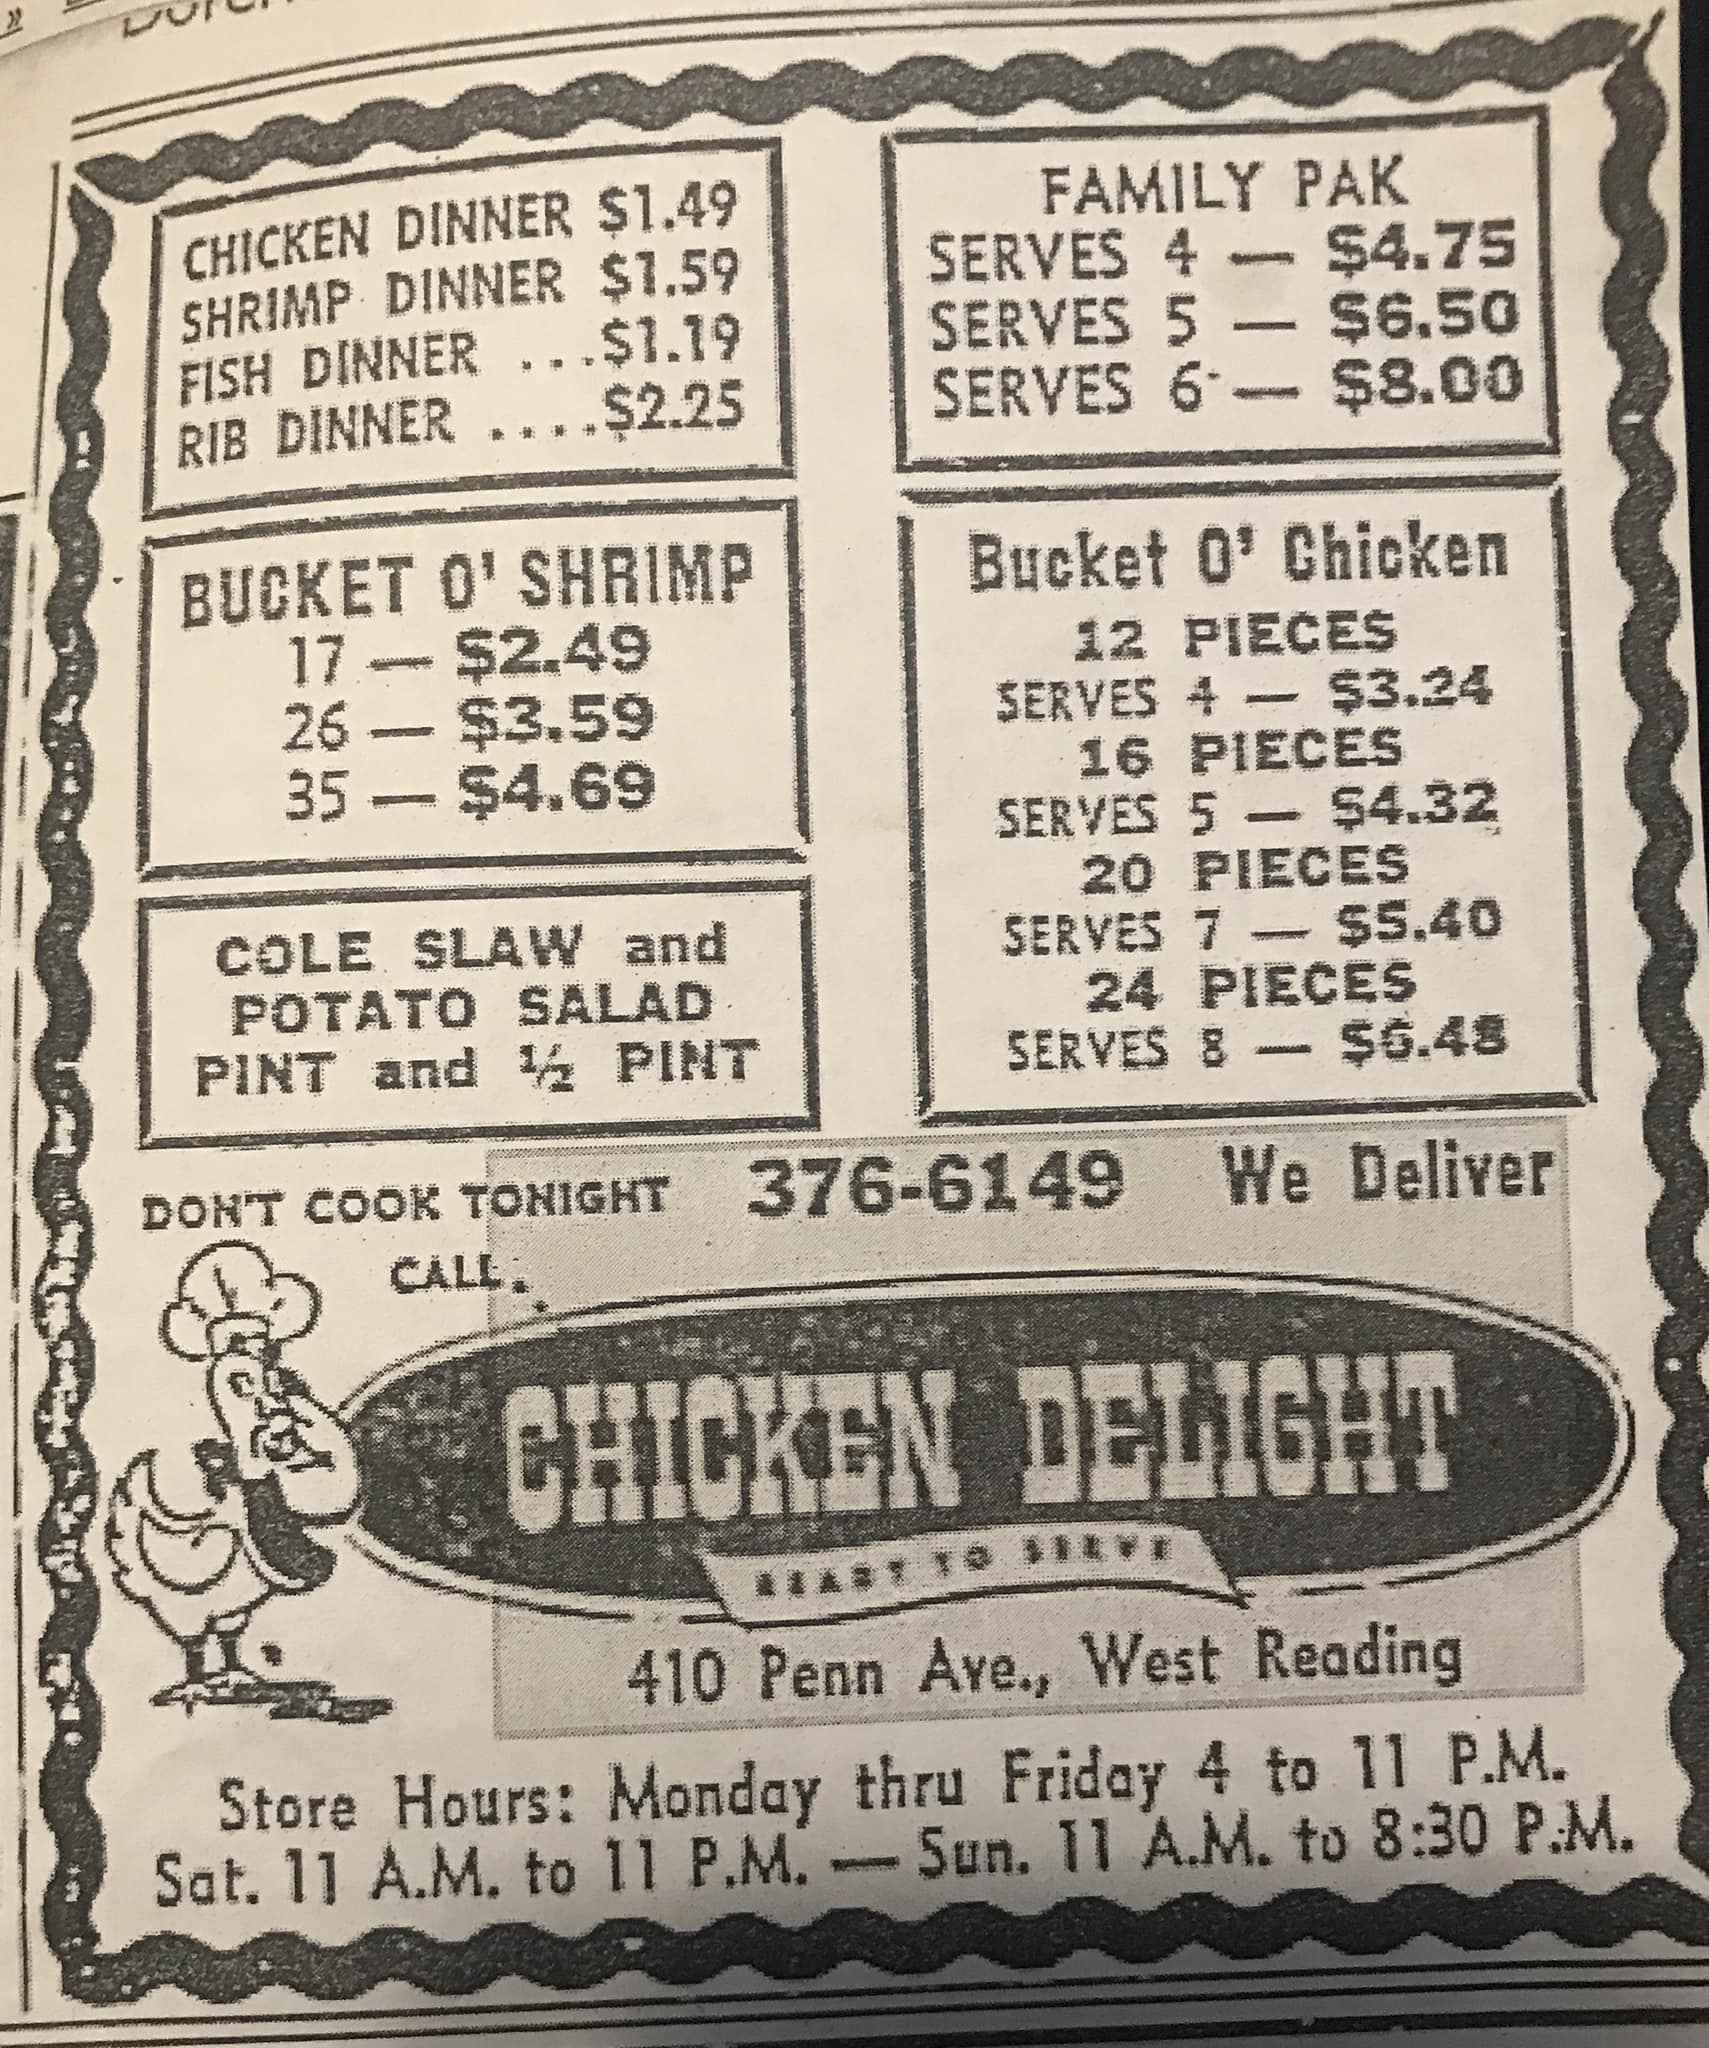 CHICKEN DINNER $1.49
SHRIMP DINNER $1.59
FISH DINNER ...$1.19
RIB DINNER ....$2.25
FAMILY PAK
SERVES 4 — $4.75
SERVES 5 — $6.50
SERVES 6 — $8.00
BUCKET O' SHRIMP
17 — $2.49
26 — $3.59
35 — $4.69
Bucket O' Chicken
12 PIECES
SERVES 4 — $3.24
16 PIECES
SERVES 5 — $4.32
20 PIECES
SERVES 7 — $5.40
24 PIECES
SERVES 8 — $6.48
COLE SLAW and
POTATO SALAD
PINT and ½ PINT
DON'T COOK TONIGHT 376-6149 We Deliver
CALL..
CHICKEN DELIGHT
READY TO SERVE
410 Penn Ave., West Reading
Store Hours: Monday thru Friday 4 to 11 P.M.
Sat. 11 A.M. to 11 P.M. — Sun. 11 A.M. to 8:30 P.M.